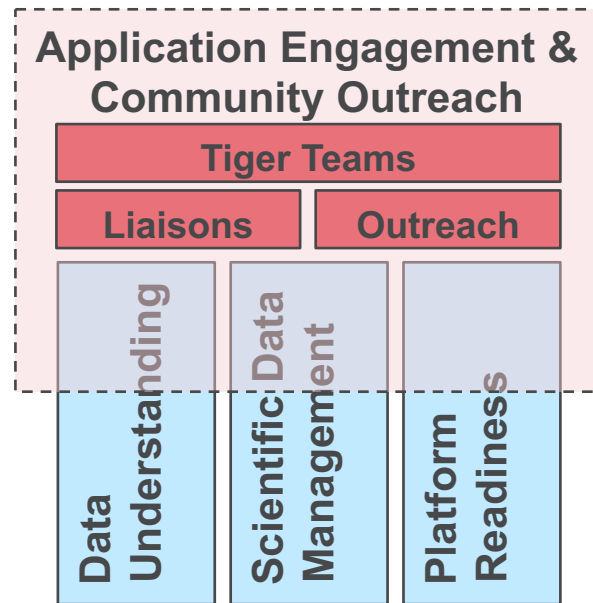 Application Engagement &
Community Outreach
Tiger Teams
Liaisons
Outreach
Data
Understanding
Scientific Data
Management
Platform
Readiness